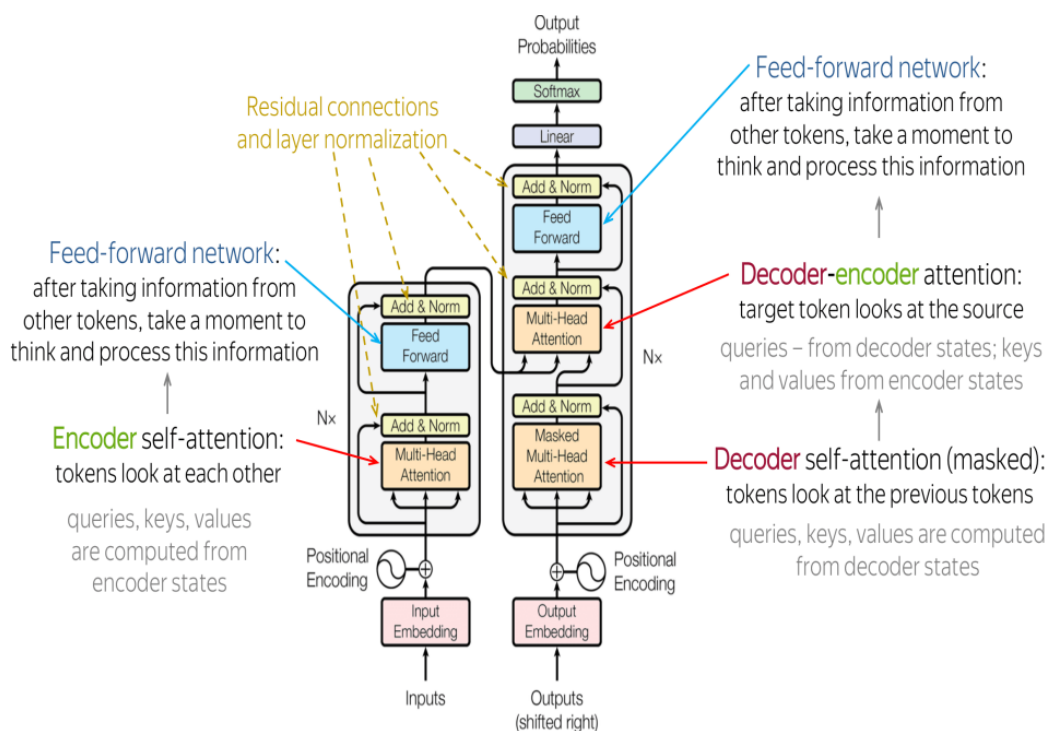 Output
Probabilities
Softmax
Linear
Add & Norm
Feed
Forward
Add & Norm
Multi-Head
Attention
Nx
Add & Norm
Masked
Multi-Head
Attention
Positional
Encoding
Output
Embedding
Outputs
(shifted right)
Add & Norm
Feed
Forward
Nx
Add & Norm
Multi-Head
Attention
Positional
Encoding
Input
Embedding
Inputs
Residual connections
and layer normalization
Feed-forward network:
after taking information from
other tokens, take a moment to
think and process this information
Encoder self-attention:
tokens look at each other
queries, keys, values
are computed from
encoder states
Feed-forward network:
after taking information from
other tokens, take a moment to
think and process this information
Decoder-encoder attention:
target token looks at the source
queries – from decoder states; keys
and values from encoder states
Decoder self-attention (masked):
tokens look at the previous tokens
queries, keys, values are computed
from decoder states